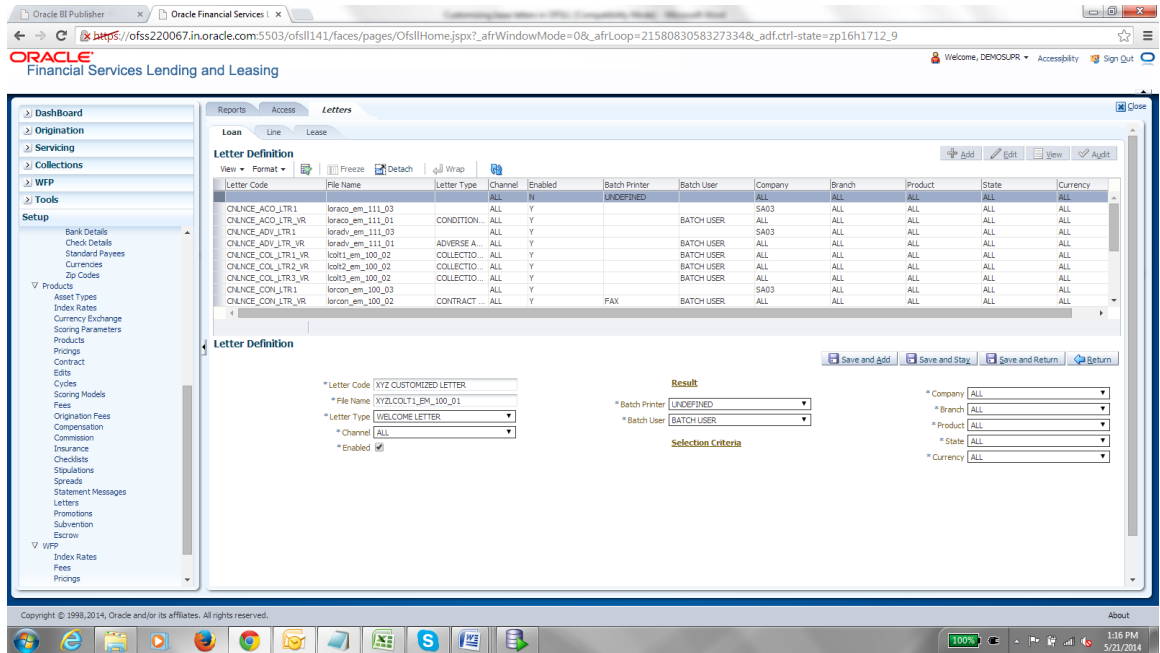 Oracle BI Publisher
Oracle Financial Services L
Customising base letters in OFSLL [Compatibility Mode] - Microsoft Word
https://ofss220067.in.oracle.com:5503/ofsll141/faces/pages/OfsllHome.jspx?_afrWindowMode=0&_afrLoop=2158083058327334&_adf.ctrl-state=zp16h1712_9
ORACLE
Financial Services Lending and Leasing
Welcome, DEMOSUPR Accessibility Sign Out
DashBoard
Origination
Servicing
Collections
WFP
Tools
Setup
Bank Details
Check Details
Standard Payees
Currencies
Zip Codes
Products
Asset Types
Index Rates
Currency Exchange
Scoring Parameters
Products
Pricings
Contract
Edits
Cycles
Scoring Models
Fees
Origination Fees
Compensation
Commission
Insurance
Checklists
Stipulations
Spreads
Statement Messages
Letters
Promotions
Subvention
Escrow
WFP
Index Rates
Fees
Pricings
Reports Access Letters Close
Loan Line Lease
Letter Definition Add Edit View Audit
View Format Freeze Detach Wrap
Letter Code File Name Letter Type Channel Enabled Batch Printer Batch User Company Branch Product State Currency
ALL N UNDEFINED ALL ALL ALL ALL ALL
CNLNCE_ACO_LTR1 loraco_em_111_03 ALL Y SA03 ALL ALL ALL ALL
CNLNCE_ACO_LTR_VR loraco_em_111_01 CONDITION... ALL Y BATCH USER ALL ALL ALL ALL ALL
CNLNCE_ADV_LTR1 loradv_em_111_03 ALL Y SA03 ALL ALL ALL ALL
CNLNCE_ADV_LTR_VR loradv_em_111_01 ADVERSE A... ALL Y BATCH USER ALL ALL ALL ALL ALL
CNLNCE_COL_LTR1_VR lcolt1_em_100_02 COLLECTIO... ALL Y BATCH USER ALL ALL ALL ALL ALL
CNLNCE_COL_LTR2_VR lcolt2_em_100_02 COLLECTIO... ALL Y BATCH USER ALL ALL ALL ALL ALL
CNLNCE_COL_LTR3_VR lcolt3_em_100_02 COLLECTIO... ALL Y BATCH USER ALL ALL ALL ALL ALL
CNLNCE_CON_LTR1 lorcon_em_100_03 ALL Y SA03 ALL ALL ALL ALL
CNLNCE_CON_LTR_VR lorcon_em_100_02 CONTRACT ... ALL Y FAX BATCH USER ALL ALL ALL ALL ALL
Letter Definition
Save and Add Save and Stay Save and Return Return
* Letter Code XYZ CUSTOMIZED LETTER
* File Name XYZLCOLT1_EM_100_01
* Letter Type WELCOME LETTER
* Channel ALL
* Enabled
Result
* Batch Printer UNDEFINED
* Batch User BATCH USER
Selection Criteria
* Company ALL
* Branch ALL
* Product ALL
* State ALL
* Currency ALL
Copyright © 1998,2014, Oracle and/or its affiliates. All rights reserved. About
100% 1:16 PM
5/21/2014